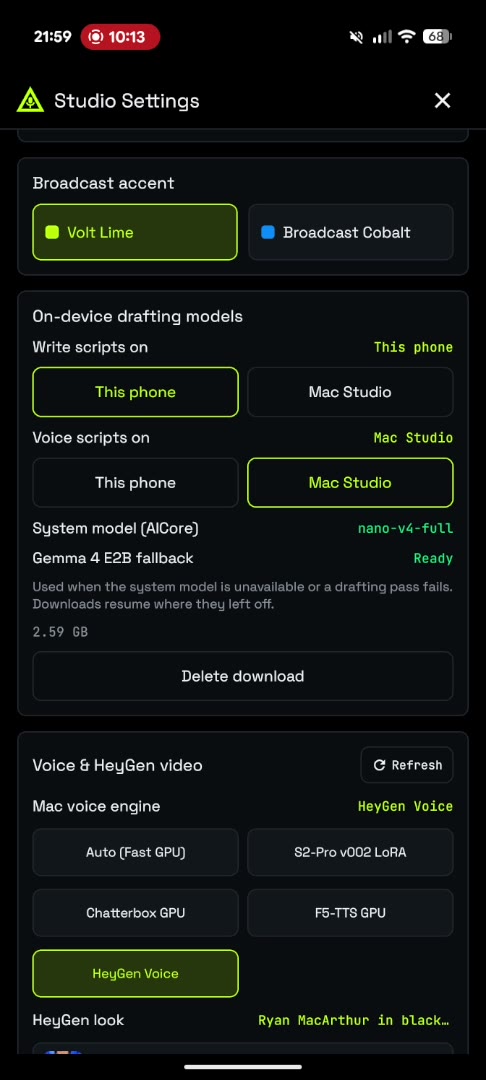 21:59
10:13
68
Studio Settings
Broadcast accent
Volt Lime
Broadcast Cobalt
On-device drafting models
Write scripts on
This phone
This phone
Mac Studio
Voice scripts on
Mac Studio
This phone
Mac Studio
System model (AICore)
nano-v4-full
Gemma 4 E2B fallback
Ready
Used when the system model is unavailable or a drafting pass fails.
Downloads resume where they left off.
2.59 GB
Delete download
Voice & HeyGen video
Refresh
Mac voice engine
HeyGen Voice
Auto (Fast GPU)
S2-Pro v002 LoRA
Chatterbox GPU
F5-TTS GPU
HeyGen Voice
HeyGen look
Ryan MacArthur in black…